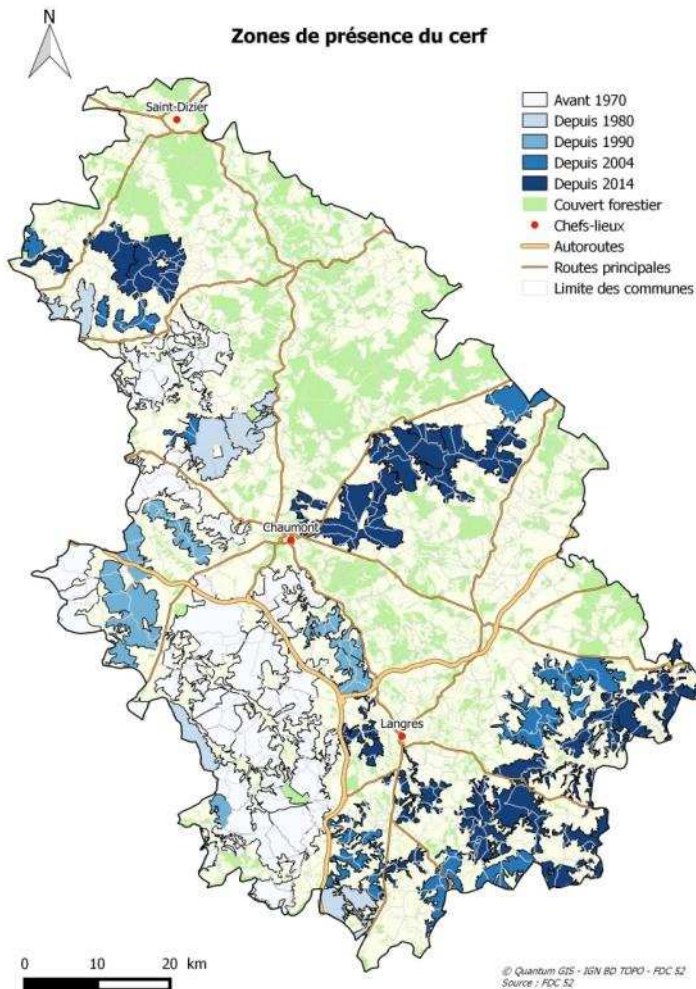 N
Zones de présence du cerf
Saint-Dizier
Avant 1970
Depuis 1980
Depuis 1990
Depuis 2004
Depuis 2014
Couvert forestier
Chefs-lieux
Autoroutes
Routes principales
Limite des communes
Chaumont
Langres
0 10 20 km
© Quantum GIS - IGN BD TOPO - FDC 52
Source : FDC 52